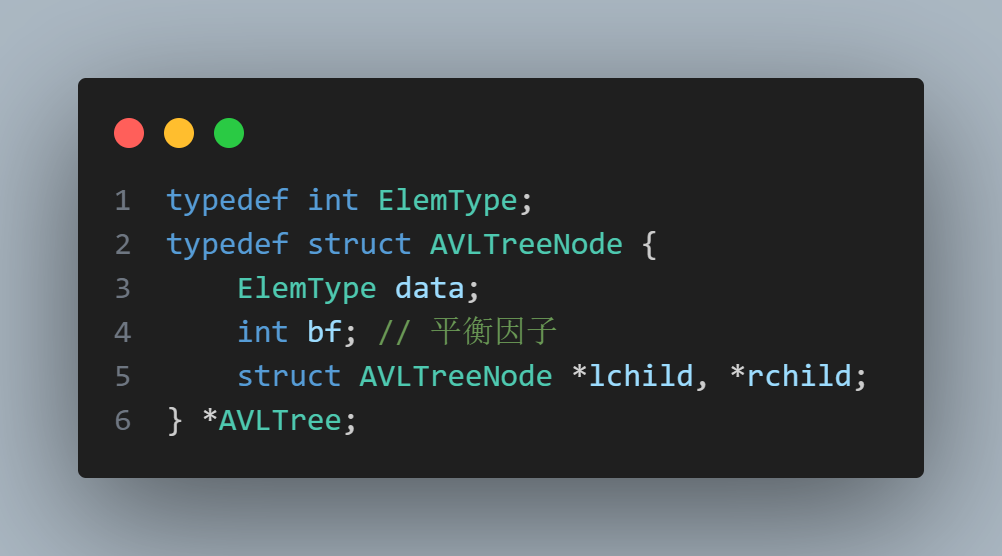 1 typedef int ElemType;
2 typedef struct AVLTreeNode {
3     ElemType data;
4     int bf; // 平衡因子
5     struct AVLTreeNode *lchild, *rchild;
6 } *AVLTree;